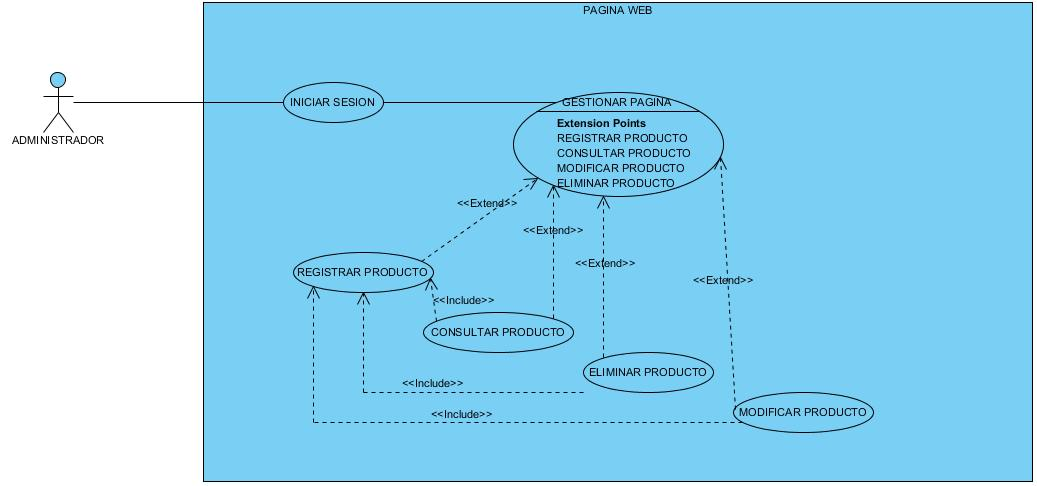 PAGINA WEB
ADMINISTRADOR
INICIAR SESION
GESTIONAR PAGINA
Extension Points
REGISTRAR PRODUCTO
CONSULTAR PRODUCTO
MODIFICAR PRODUCTO
ELIMINAR PRODUCTO
<<Extend>>
<<Extend>>
<<Extend>>
<<Extend>>
REGISTRAR PRODUCTO
<<Include>>
CONSULTAR PRODUCTO
ELIMINAR PRODUCTO
<<Include>>
MODIFICAR PRODUCTO
<<Include>>